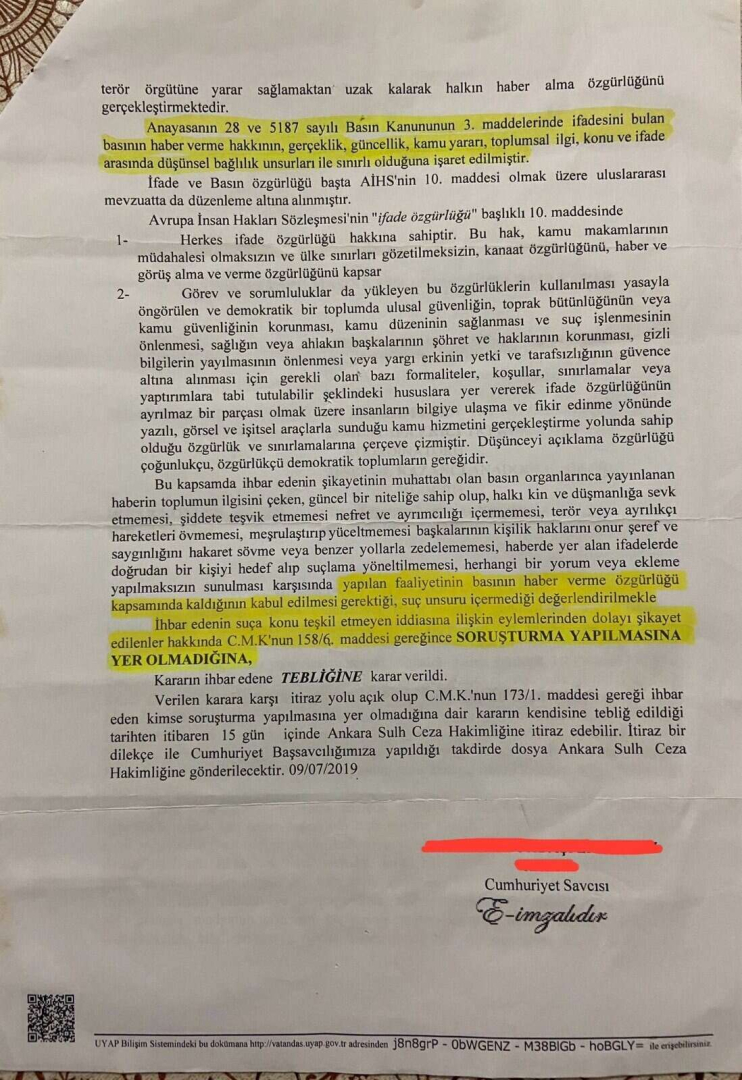 terör örgütüne yarar sağlamaktan uzak kalarak halkın haber alma özgürlüğünü
gerçekleştirmektedir.
Anayasanın 28 ve 5187 sayılı Basın Kanununun 3. maddelerinde ifadesini bulan
basının haber verme hakkının, gerçeklik, güncellik, kamu yararı, toplumsal ilgi, konu ve ifade
arasında düşünsel bağlılık unsurları ile sınırlı olduğuna işaret edilmiştir.
İfade ve Basın özgürlüğü başta AİHS'nin 10. maddesi olmak üzere uluslararası
mevzuatta da düzenleme altına alınmıştır.
Avrupa İnsan Hakları Sözleşmesi'nin "ifade özgürlüğü" başlıklı 10. maddesinde
1- Herkes ifade özgürlüğü hakkına sahiptir. Bu hak, kamu makamlarının
müdahalesi olmaksızın ve ülke sınırları gözetilmeksizin, kanaat özgürlüğünü, haber ve
görüş alma ve verme özgürlüğünü kapsar
2- Görev ve sorumluluklar da yükleyen bu özgürlüklerin kullanılması yasayla
öngörülen ve demokratik bir toplumda ulusal güvenliğin, toprak bütünlüğünün veya
kamu güvenliğinin korunması, kamu düzeninin sağlanması ve suç işlenmesinin
önlenmesi, sağlığın veya ahlakın başkalarının şöhret ve haklarının korunması, gizli
bilgilerin yayılmasının önlenmesi veya yargı erkinin yetki ve tarafsızlığının güvence
altına alınması için gerekli olan bazı formaliteler, koşullar, sınırlamalar veya
yaptırımlara tabi tutulabilir şeklindeki hususlara yer vererek ifade özgürlüğünün
ayrılmaz bir parçası olmak üzere insanların bilgiye ulaşma ve fikir edinme yönünde
yazılı, görsel ve işitsel araçlarla sunduğu kamu hizmetini gerçekleştirme yolunda sahip
olduğu özgürlük ve sınırlamalarına çerçeve çizmiştir. Düşünceyi açıklama özgürlüğü
çoğunlukçu, özgürlükçü demokratik toplumların gereğidir.
Bu kapsamda ihbar edenin şikayetinin muhattabı olan basın organlarınca yayınlanan
haberin toplumun ilgisini çeken, güncel bir niteliğe sahip olup, halkı kin ve düşmanlığa sevk
etmemesi, şiddete teşvik etmemesi nefret ve ayrımcılığı içermemesi, terör veya ayrılıkçı
hareketleri övmemesi, meşrulaştırıp yüceltmemesi başkalarının kişilik haklarını onur şeref ve
saygınlığını hakaret sövme veya benzer yollarla zedelememesi, haberde yer alan ifadelerde
doğrudan bir kişiyi hedef alıp suçlama yöneltilmemesi, herhangi bir yorum veya ekleme
yapılmaksızın sunulması karşısında yapılan faaliyetinin basının haber verme özgürlüğü
kapsamında kaldığının kabul edilmesi gerektiği, suç unsuru içermediği değerlendirilmekle
İhbar edenin suça konu teşkil etmeyen iddiasına ilişkin eylemlerinden dolayı şikayet
edilenler hakkında C.M.K'nun 158/6. maddesi gereğince SORUŞTURMA YAPILMASINA
YER OLMADIĞINA,
Kararın ihbar edene TEBLİĞİNE karar verildi.
Verilen karara karşı itiraz yolu açık olup C.M.K.'nun 173/1. maddesi gereği ihbar
eden kimse soruşturma yapılmasına yer olmadığına dair kararın kendisine tebliğ edildiği
tarihten itibaren 15 gün içinde Ankara Sulh Ceza Hakimliğine itiraz edebilir. İtiraz bir
dilekçe ile Cumhuriyet Başsavcılığımıza yapıldığı takdirde dosya Ankara Sulh Ceza
Hakimliğine gönderilecektir. 09/07/2019
Cumhuriyet Savcısı
E-imzalıdır
UYAP Bilişim Sistemindeki bu dokümana http://vatandas.uyap.gov.tr adresinden j8n8grP - 0bWGENZ - M38BIGb - hoBGLY= ile erişebilirsiniz.